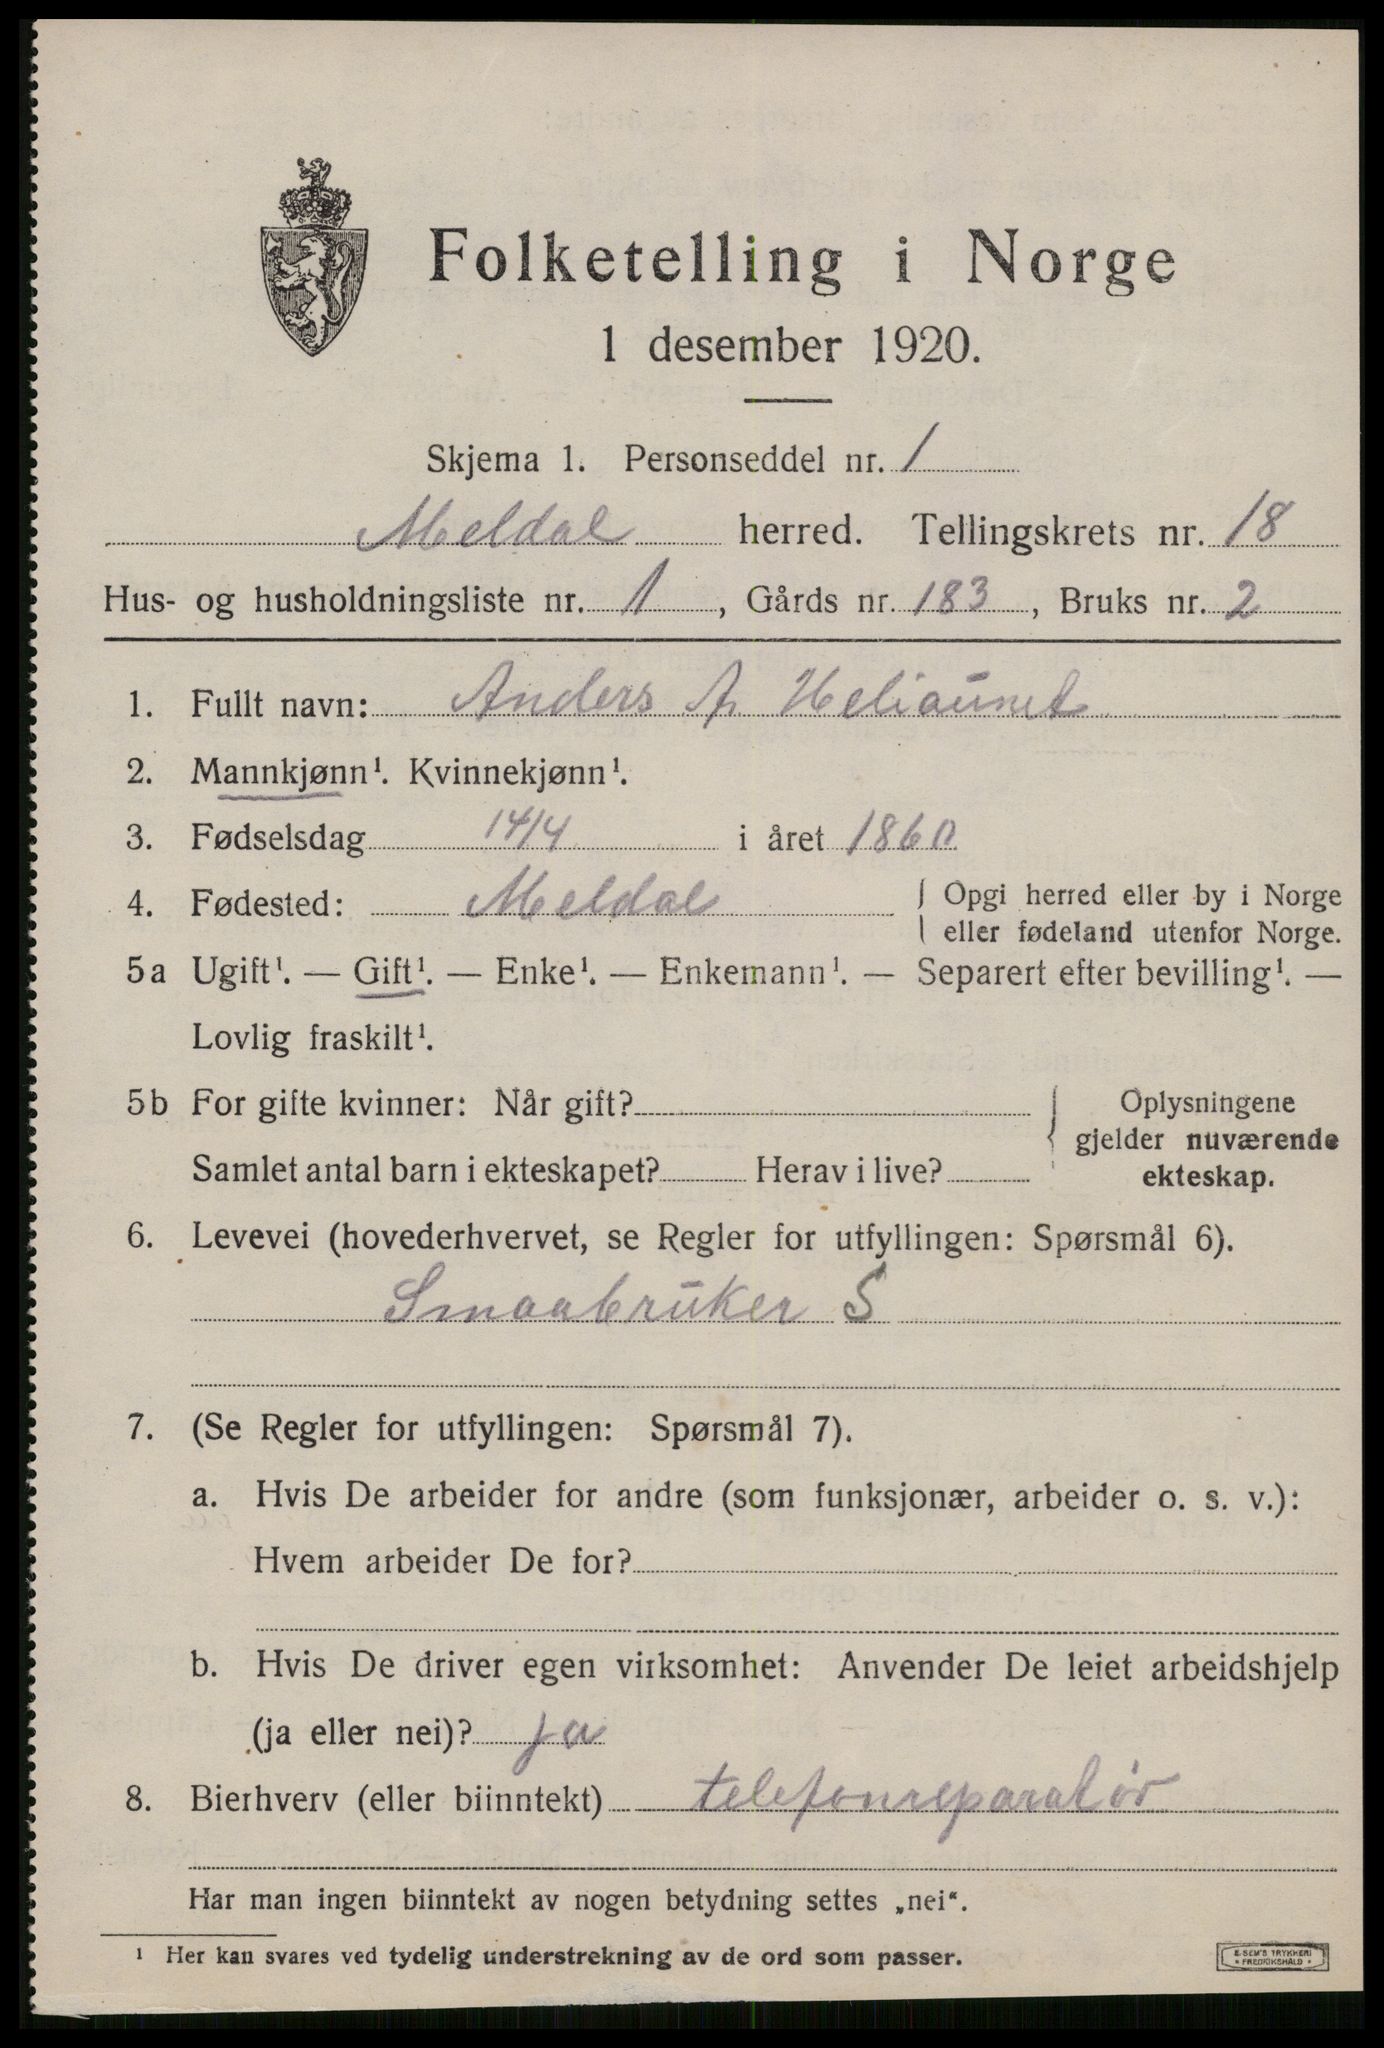 Folketelling i Norge
1 desember 1920.
Skjema 1. Personseddel nr. 1
Meldal herred. Tellingskrets nr. 18
Hus- og husholdningsliste nr. 1, Gårds nr. 183, Bruks nr. 2
1. Fullt navn: Anders A. Heliaunet
2. Mannkjønn¹. Kvinnekjønn¹.
3. Fødselsdag 14/4 i året 1860
4. Fødested: Meldal { Opgi herred eller by i Norge
eller fødeland utenfor Norge.
5a Ugift¹. — Gift¹. — Enke¹. — Enkemann¹. — Separert efter bevilling¹. —
Lovlig fraskilt¹.
5b For gifte kvinner: Når gift? { Oplysningene
gjelder nuværende
Samlet antal barn i ekteskapet? Herav i live? ekteskap.
6. Levevei (hovederhvervet, se Regler for utfyllingen: Spørsmål 6).
Smaabruker S
7. (Se Regler for utfyllingen: Spørsmål 7).
a. Hvis De arbeider for andre (som funksjonær, arbeider o. s. v.):
Hvem arbeider De for?
b. Hvis De driver egen virksomhet: Anvender De leiet arbeidshjelp
(ja eller nei)? ja
8. Bierhverv (eller biinntekt) telefonreparatør
Har man ingen biinntekt av nogen betydning settes „nei“.
¹ Her kan svares ved tydelig understrekning av de ord som passer.
E. SEM'S TRYKKERI
• FREDRIKSHALD •